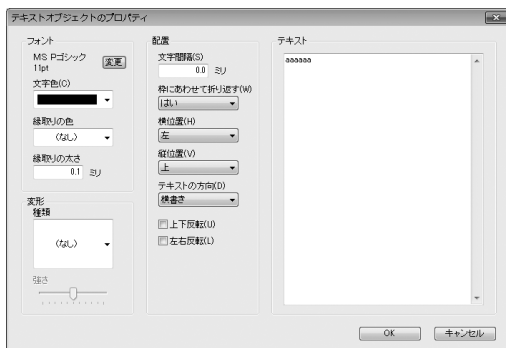 テキストオブジェクトのプロパティ
フォント
MS Pゴシック
11pt
変更
文字色(C)
縁取りの色
(なし)
縁取りの太さ
0.1 ミリ
変形
種類
(なし)
強さ
配置
文字間隔(S)
0.0 ミリ
枠にあわせて折り返す(W)
はい
横位置(H)
左
縦位置(V)
上
テキストの方向(D)
横書き
上下反転(U)
左右反転(L)
テキスト
aaaaaa
OK
キャンセル